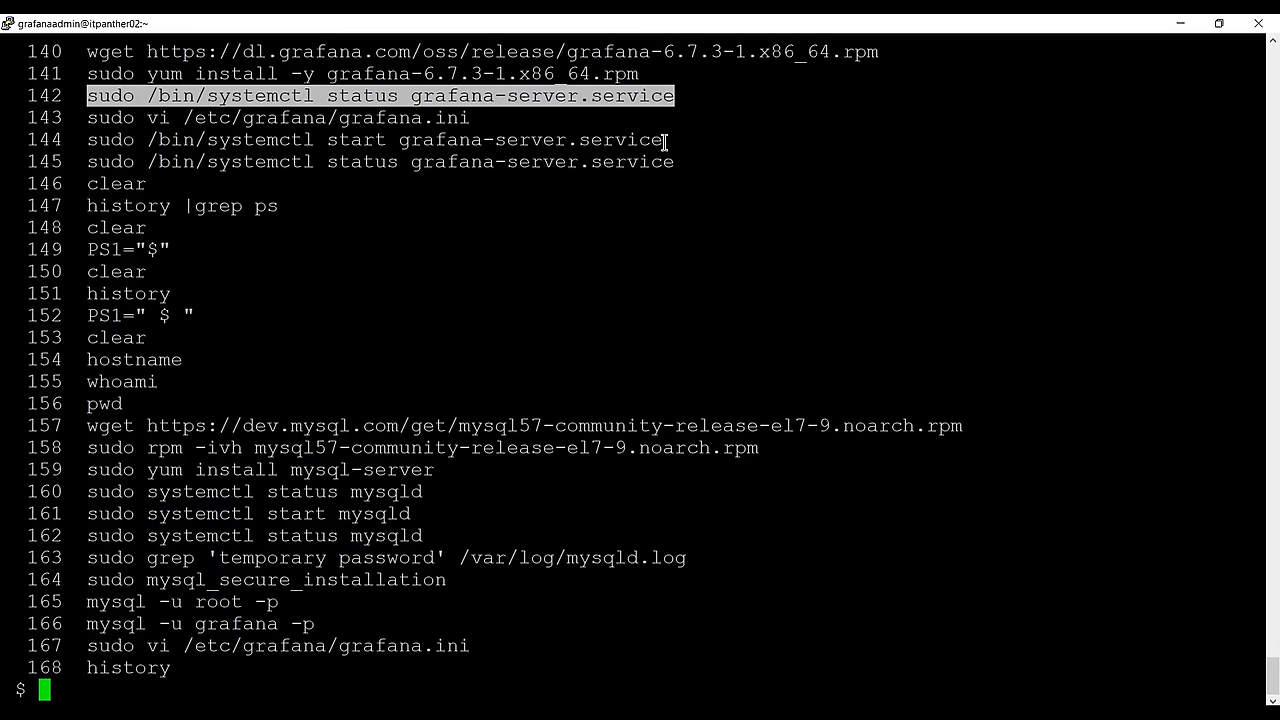 grafanaadmin@itpanther02:~
140 wget https://dl.grafana.com/oss/release/grafana-6.7.3-1.x86_64.rpm
141 sudo yum install -y grafana-6.7.3-1.x86_64.rpm
142 sudo /bin/systemctl status grafana-server.service
143 sudo vi /etc/grafana/grafana.ini
144 sudo /bin/systemctl start grafana-server.service
145 sudo /bin/systemctl status grafana-server.service
146 clear
147 history |grep ps
148 clear
149 PS1="$"
150 clear
151 history
152 PS1=" $ "
153 clear
154 hostname
155 whoami
156 pwd
157 wget https://dev.mysql.com/get/mysql57-community-release-el7-9.noarch.rpm
158 sudo rpm -ivh mysql57-community-release-el7-9.noarch.rpm
159 sudo yum install mysql-server
160 sudo systemctl status mysqld
161 sudo systemctl start mysqld
162 sudo systemctl status mysqld
163 sudo grep 'temporary password' /var/log/mysqld.log
164 sudo mysql_secure_installation
165 mysql -u root -p
166 mysql -u grafana -p
167 sudo vi /etc/grafana/grafana.ini
168 history
$